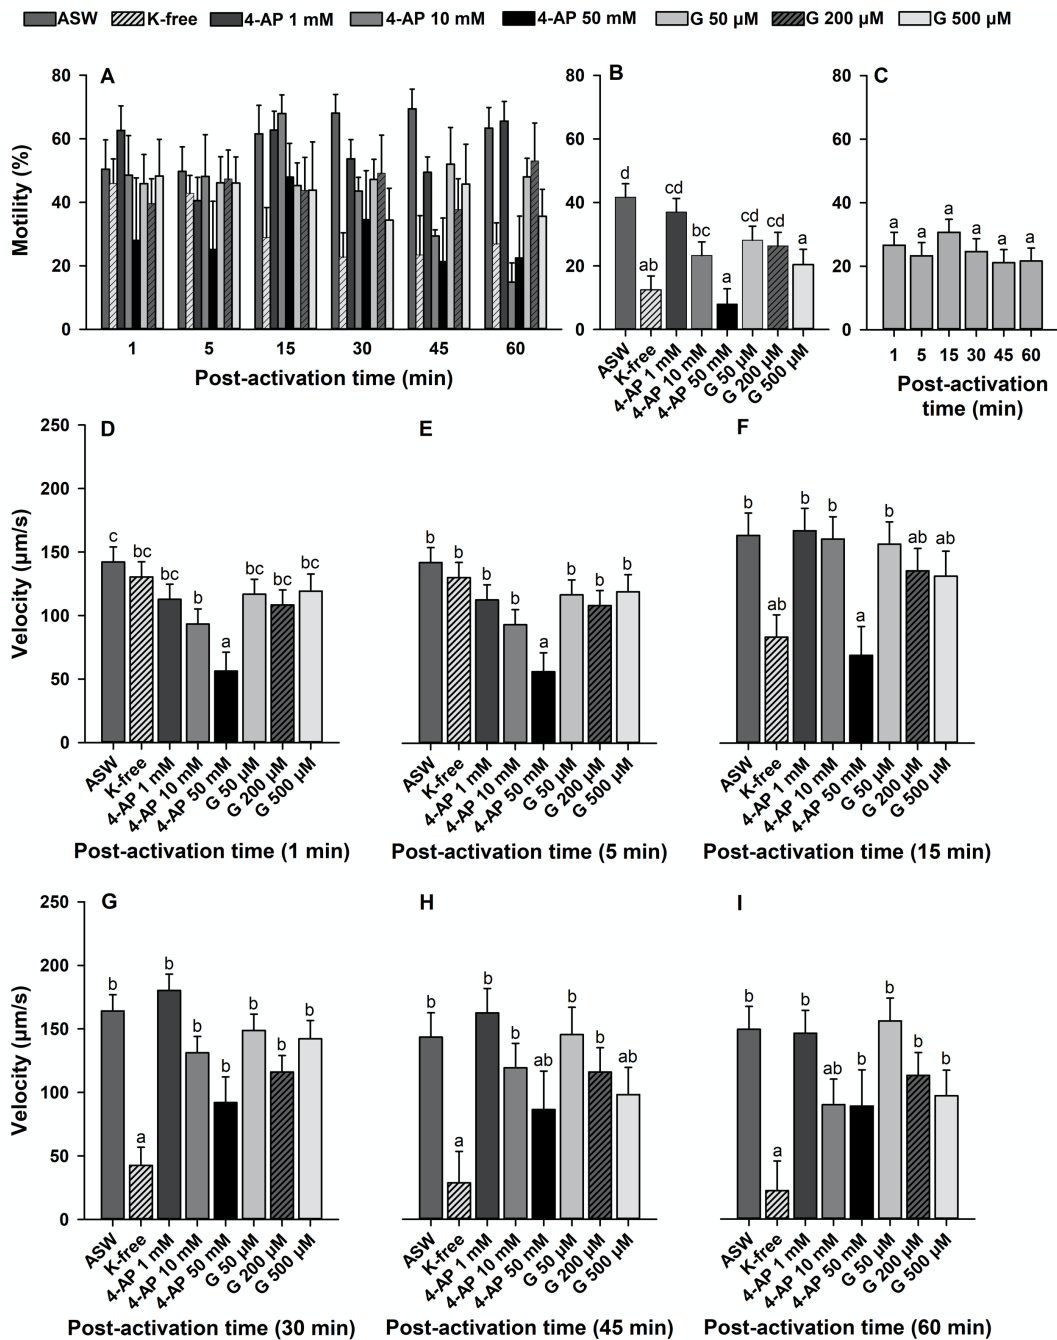 ASW K-free 4-AP 1 mM 4-AP 10 mM 4-AP 50 mM G 50 µM G 200 µM G 500 µM
A
80
60
40
20
0
Motility (%)
1 5 15 30 45 60
Post-activation time (min)
B
80
60
40
20
0
d ab cd bc a cd cd a
ASW K-free 4-AP 1 mM 4-AP 10 mM 4-AP 50 mM G 50 µM G 200 µM G 500 µM
C
80
60
40
20
0
a a a a a a
1 5 15 30 45 60
Post-activation
time (min)
D
250
200
150
100
50
0
Velocity (µm/s)
c bc bc b a bc bc bc
ASW K-free 4-AP 1 mM 4-AP 10 mM 4-AP 50 mM G 50 µM G 200 µM G 500 µM
Post-activation time (1 min)
E
b b b b a b b b
ASW K-free 4-AP 1 mM 4-AP 10 mM 4-AP 50 mM G 50 µM G 200 µM G 500 µM
Post-activation time (5 min)
F
b ab b b a b ab ab
ASW K-free 4-AP 1 mM 4-AP 10 mM 4-AP 50 mM G 50 µM G 200 µM G 500 µM
Post-activation time (15 min)
G
250
200
150
100
50
0
Velocity (µm/s)
b a b b b b b b
ASW K-free 4-AP 1 mM 4-AP 10 mM 4-AP 50 mM G 50 µM G 200 µM G 500 µM
Post-activation time (30 min)
H
b a b b ab b b ab
ASW K-free 4-AP 1 mM 4-AP 10 mM 4-AP 50 mM G 50 µM G 200 µM G 500 µM
Post-activation time (45 min)
I
b a b ab b b b b
ASW K-free 4-AP 1 mM 4-AP 10 mM 4-AP 50 mM G 50 µM G 200 µM G 500 µM
Post-activation time (60 min)